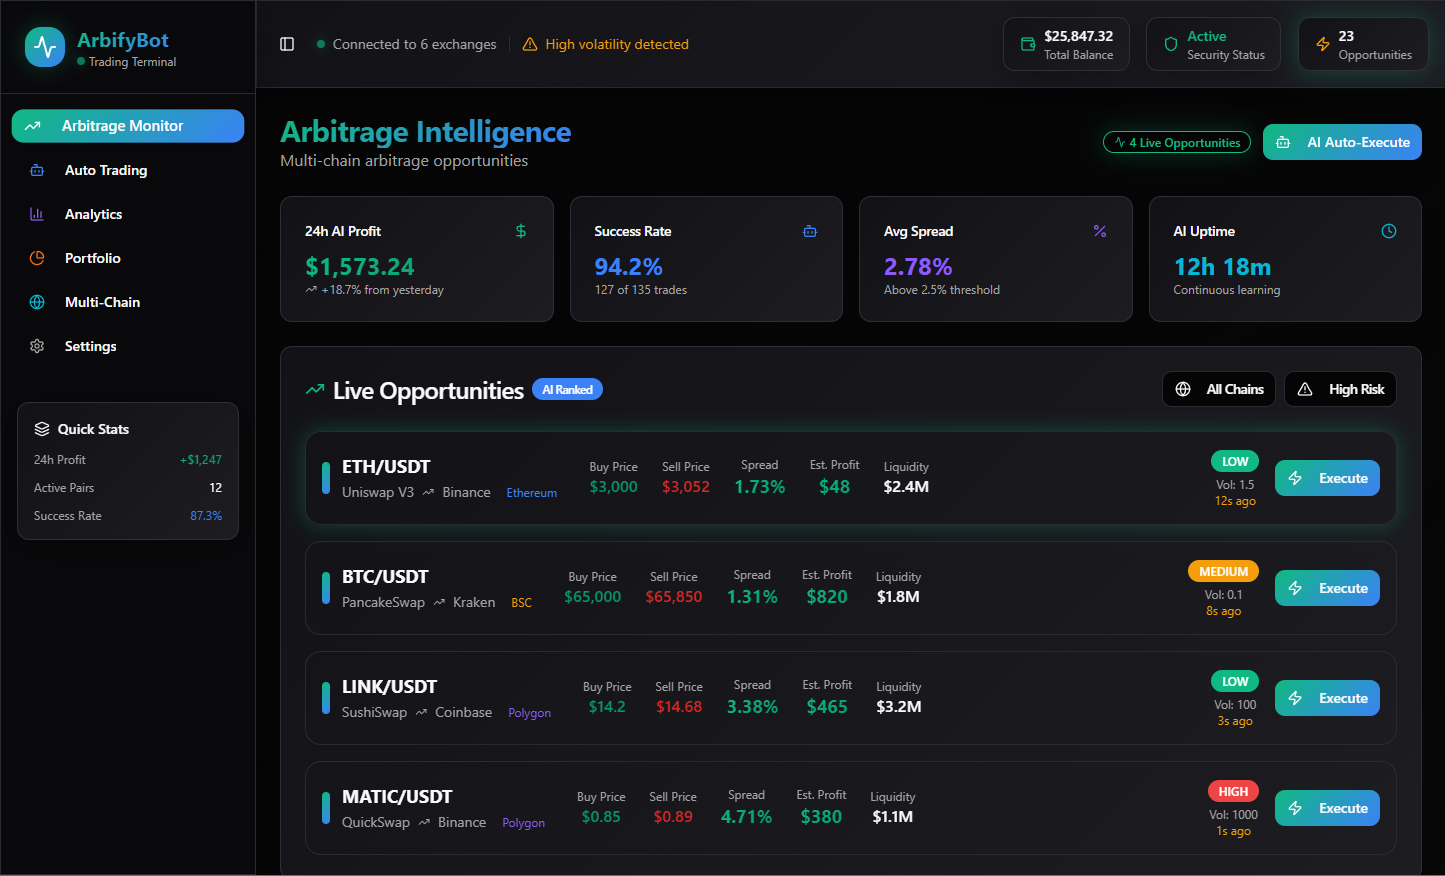 ArbifyBot
Trading Terminal
Connected to 6 exchanges
High volatility detected
$25,847.32
Total Balance
Active
Security Status
23
Opportunities
Arbitrage Monitor
Auto Trading
Analytics
Portfolio
Multi-Chain
Settings
Quick Stats
24h Profit +$1,247
Active Pairs 12
Success Rate 87.3%
Arbitrage Intelligence
Multi-chain arbitrage opportunities
4 Live Opportunities
AI Auto-Execute
24h AI Profit
$1,573.24
+18.7% from yesterday
Success Rate
94.2%
127 of 135 trades
Avg Spread
2.78%
Above 2.5% threshold
AI Uptime
12h 18m
Continuous learning
Live Opportunities AI Ranked
All Chains
High Risk
ETH/USDT
Uniswap V3 Binance Ethereum
Buy Price Sell Price Spread Est. Profit Liquidity
$3,000 $3,052 1.73% $48 $2.4M
LOW
Vol: 1.5
12s ago
Execute
BTC/USDT
PancakeSwap Kraken BSC
Buy Price Sell Price Spread Est. Profit Liquidity
$65,000 $65,850 1.31% $820 $1.8M
MEDIUM
Vol: 0.1
8s ago
Execute
LINK/USDT
SushiSwap Coinbase Polygon
Buy Price Sell Price Spread Est. Profit Liquidity
$14.2 $14.68 3.38% $465 $3.2M
LOW
Vol: 100
3s ago
Execute
MATIC/USDT
QuickSwap Binance Polygon
Buy Price Sell Price Spread Est. Profit Liquidity
$0.85 $0.89 4.71% $380 $1.1M
HIGH
Vol: 1000
1s ago
Execute